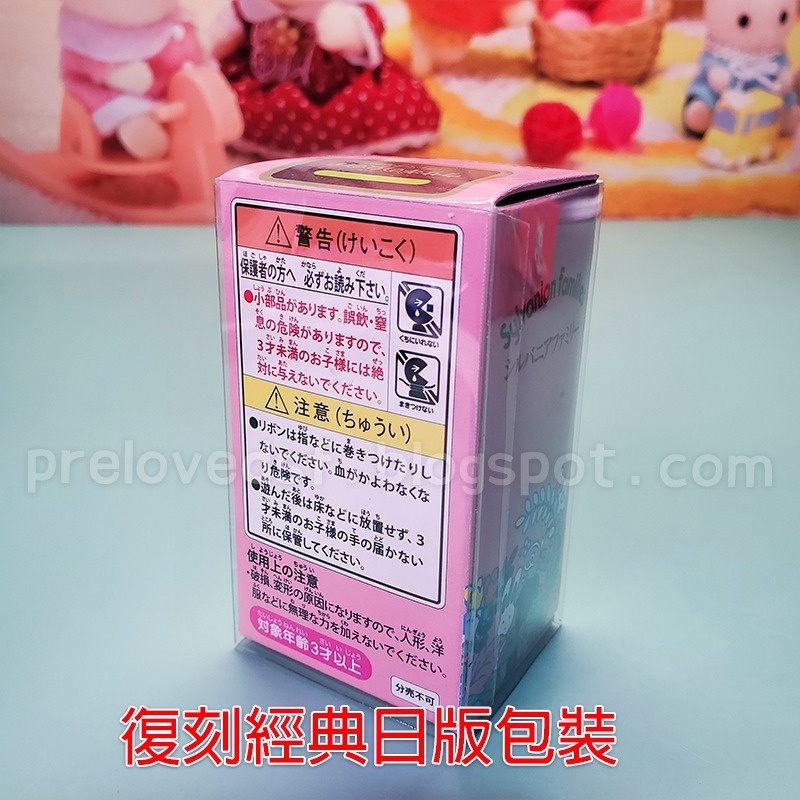 警告(けいこく)
保護者の方へ 必ずお読み下さい。
●小部品があります。誤飲・窒
息の危険がありますので、
3才未満のお子様には絶
対に与えないでください。
くちにいれない
まきつけない
注意(ちゅうい)
●リボンは指などに巻きつけたりし
ないでください。血がかよわなくな
り危険です。
●遊んだ後は床などに放置せず、3
才未満のお子様の手の届かない
所に保管してください。
使用上の注意
・破損、変形の原因になりますので、人形、洋
服などに無理な力を加えないでください。
対象年齢3才以上
分売不可
Sylvanian families
シルバニアファミリー
復刻經典日版包裝